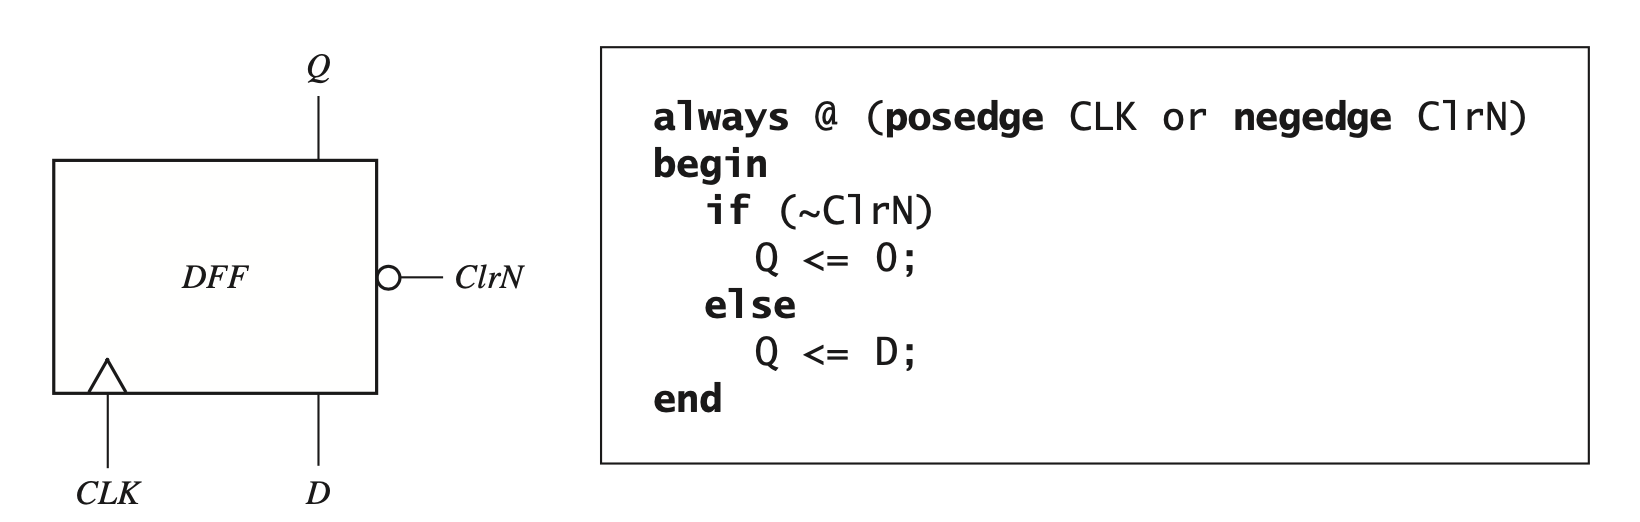 Q
DFF
ClrN
CLK
D
always @ (posedge CLK or negedge ClrN)
begin
if (~ClrN)
Q <= 0;
else
Q <= D;
end